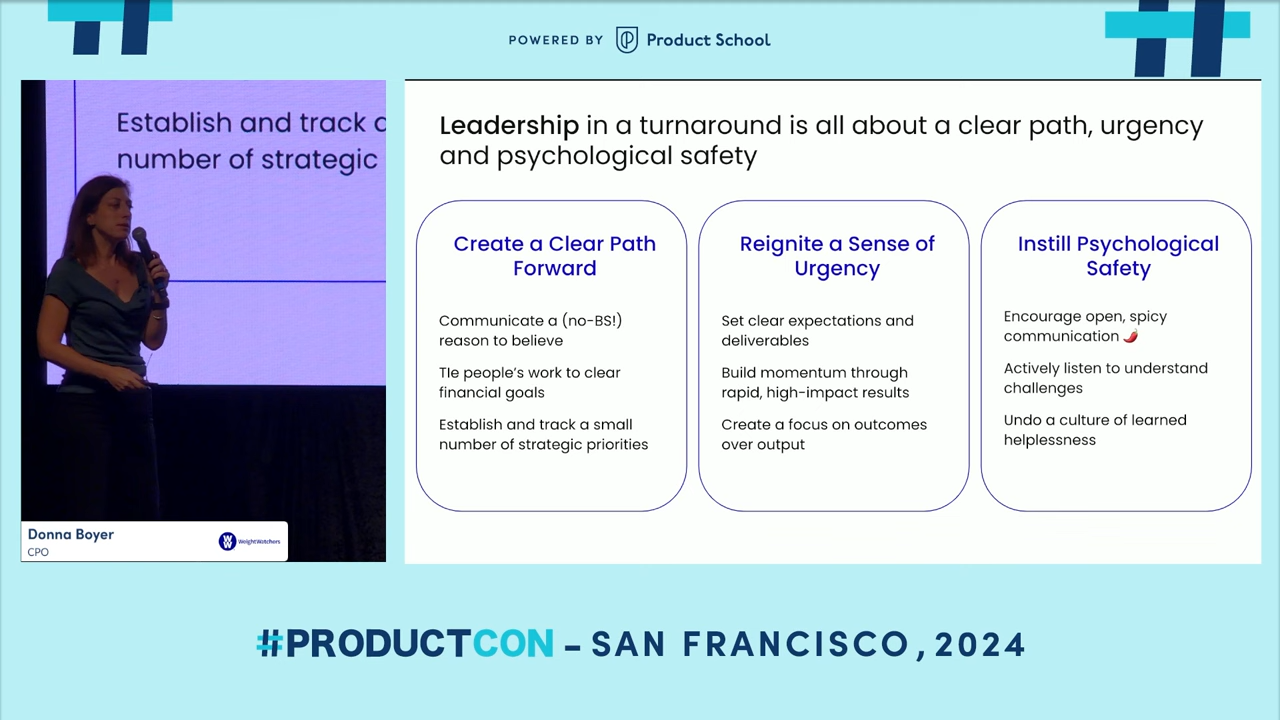 POWERED BY Product School
Establish and track
number of strategic
Donna Boyer
CPO
WW WeightWatchers
Leadership in a turnaround is all about a clear path, urgency
and psychological safety
Create a Clear Path
Forward
Communicate a (no-BS!)
reason to believe
TIe people's work to clear
financial goals
Establish and track a small
number of strategic priorities
Reignite a Sense of
Urgency
Set clear expectations and
deliverables
Build momentum through
rapid, high-impact results
Create a focus on outcomes
over output
Instill Psychological
Safety
Encourage open, spicy
communication 🌶️
Actively listen to understand
challenges
Undo a culture of learned
helplessness
#PRODUCTCON – SAN FRANCISCO, 2024